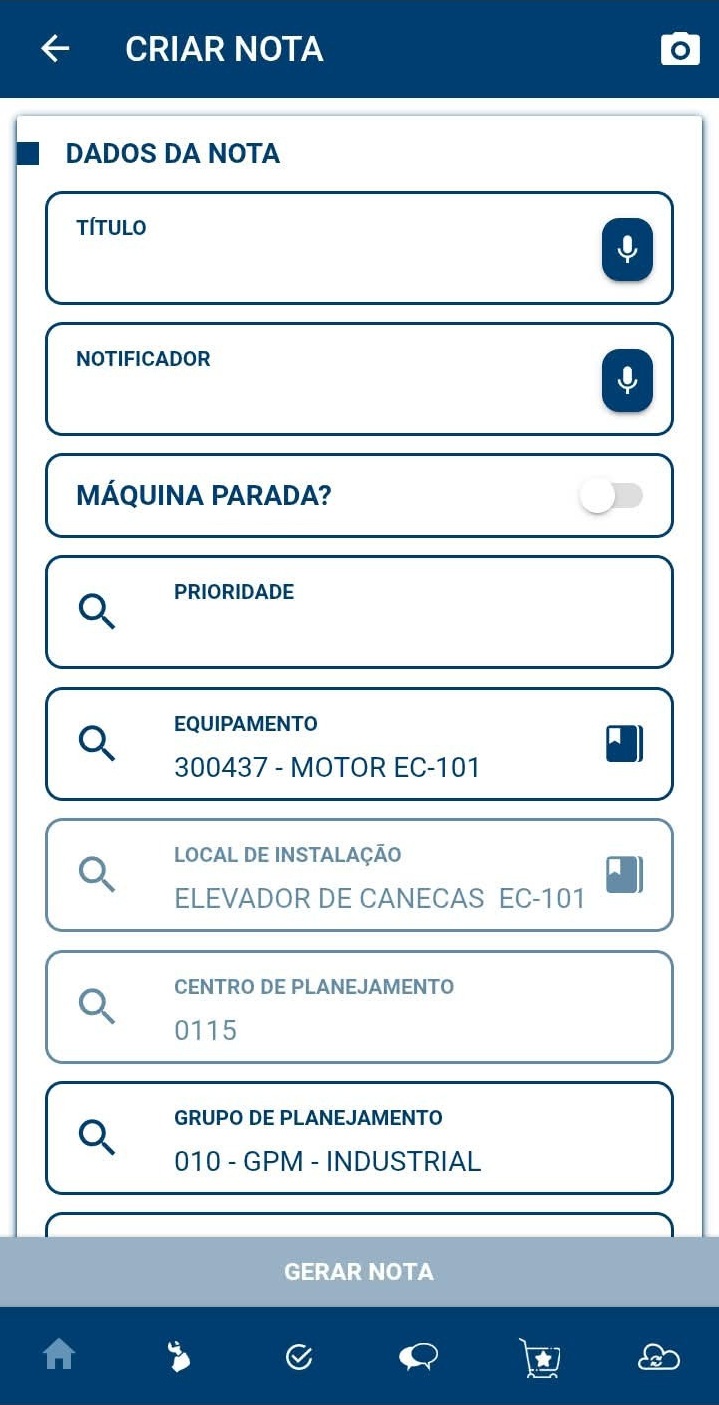 CRIAR NOTA
DADOS DA NOTA
TÍTULO
NOTIFICADOR
MÁQUINA PARADA?
PRIORIDADE
EQUIPAMENTO
300437 - MOTOR EC-101
LOCAL DE INSTALAÇÃO
ELEVADOR DE CANECAS  EC-101
CENTRO DE PLANEJAMENTO
0115
GRUPO DE PLANEJAMENTO
010 - GPM - INDUSTRIAL
GERAR NOTA